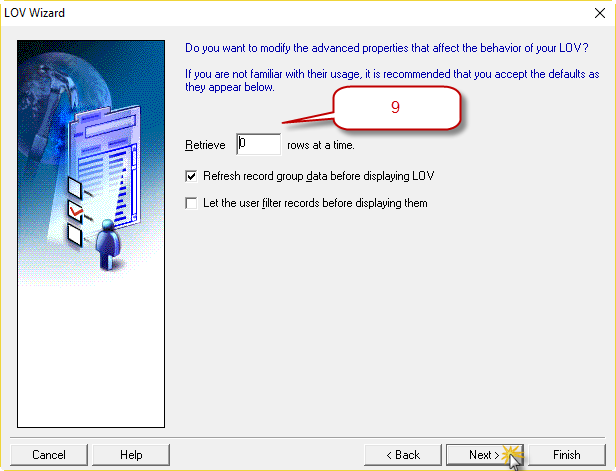 LOV Wizard
Do you want to modify the advanced properties that affect the behavior of your LOV?
If you are not familiar with their usage, it is recommended that you accept the defaults as
they appear below.
9
Retrieve 0 rows at a time.
Refresh record group data before displaying LOV
Let the user filter records before displaying them
Cancel Help < Back Next > Finish